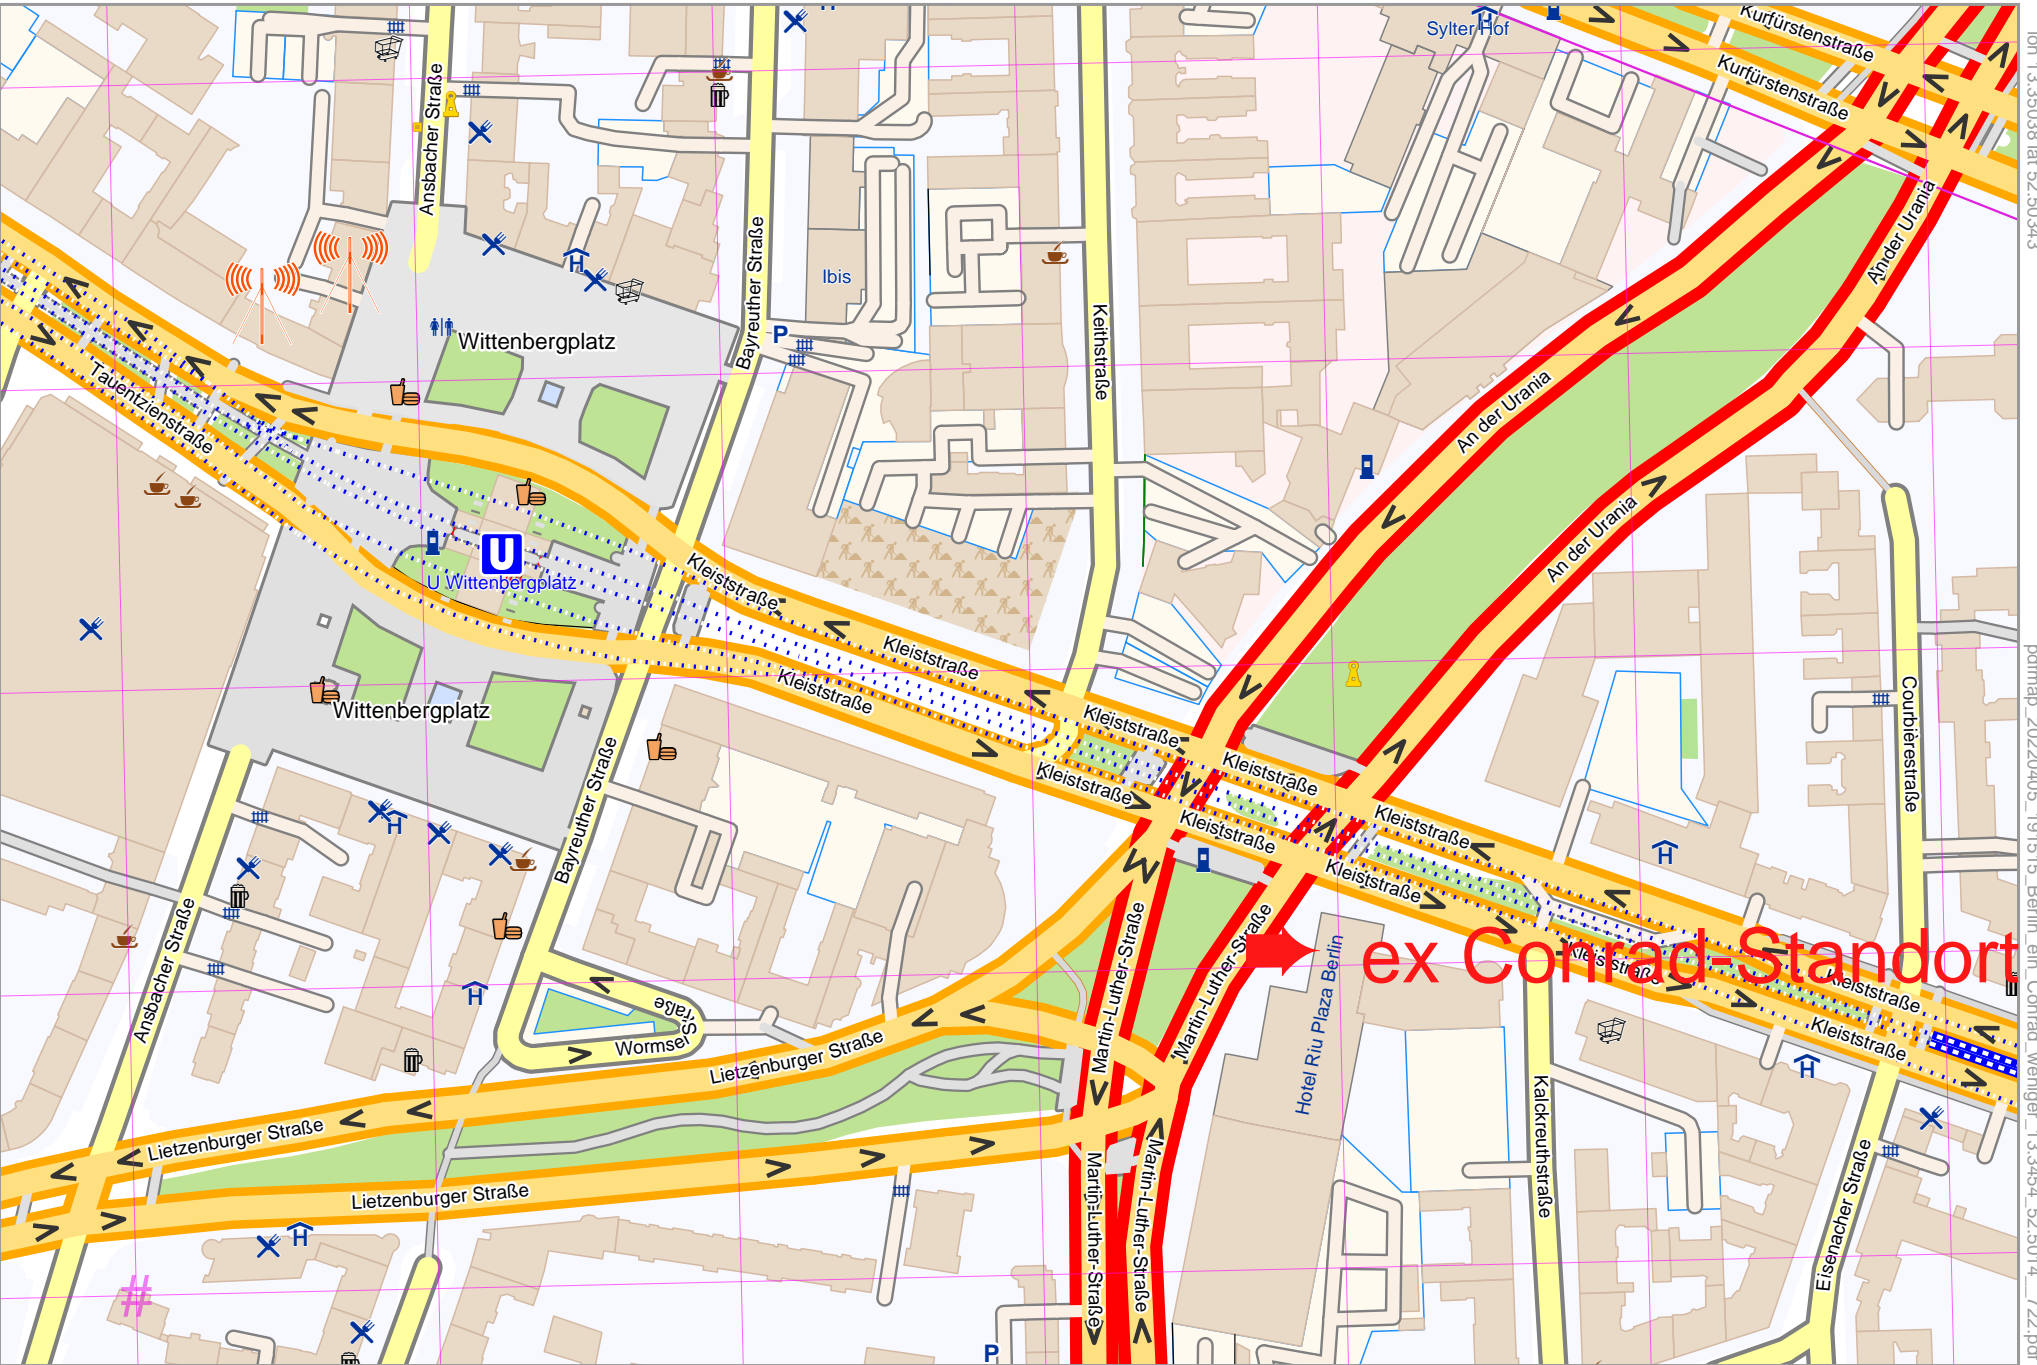 Sylter Hof
Kurfürstenstraße
Kurfürstenstraße
Ansbacher Straße
Bayreuther Straße
Ibis
Keithstraße
An der Urania
An der Urania
An der Urania
P
Wittenbergplatz
Tauentzienstraße
U
U Wittenbergplatz
Wittenbergplatz
Kleiststraße
Kleiststraße
Kleiststraße
Kleiststraße
Kleiststraße
Kleiststraße
Kleiststraße
Kleiststraße
Kleiststraße
Courbièrestraße
Bayreuther Straße
Ansbacher Straße
Martin-Luther-Straße
Martin-Luther-Straße
ex Conrad-Standort
Kleiststraße
Kleiststraße
Kleiststraße
Hotel Riu Plaza Berlin
Wormser Straße
Lietzenburger Straße
Lietzenburger Straße
Lietzenburger Straße
Martin-Luther-Straße
Martin-Luther-Straße
Kalckreuthstraße
Eisenacher Straße
#
P